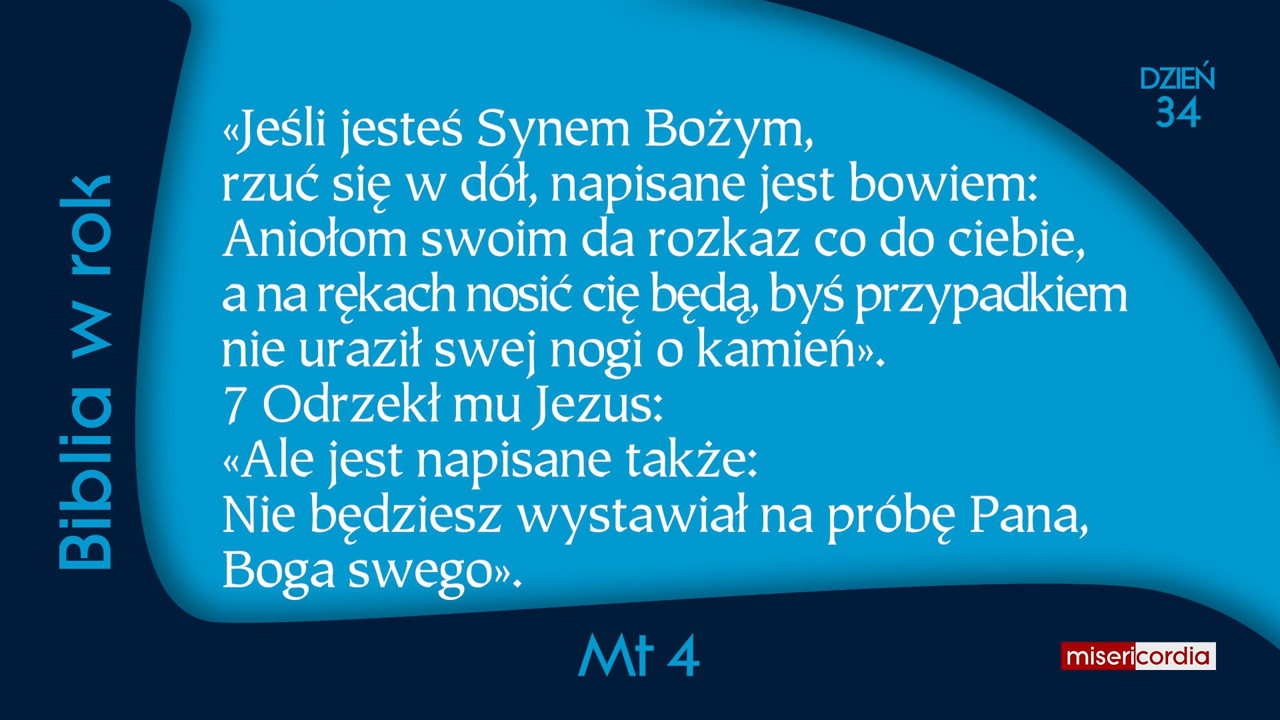 DZIEŃ
34
«Jeśli jesteś Synem Bożym,
rzuć się w dół, napisane jest bowiem:
Aniołom swoim da rozkaz co do ciebie,
a na rękach nosić cię będą, byś przypadkiem
nie uraził swej nogi o kamień».
7 Odrzekł mu Jezus:
«Ale jest napisane także:
Nie będziesz wystawiał na próbę Pana,
Boga swego».
Biblia w rok
Mt 4
misericordia